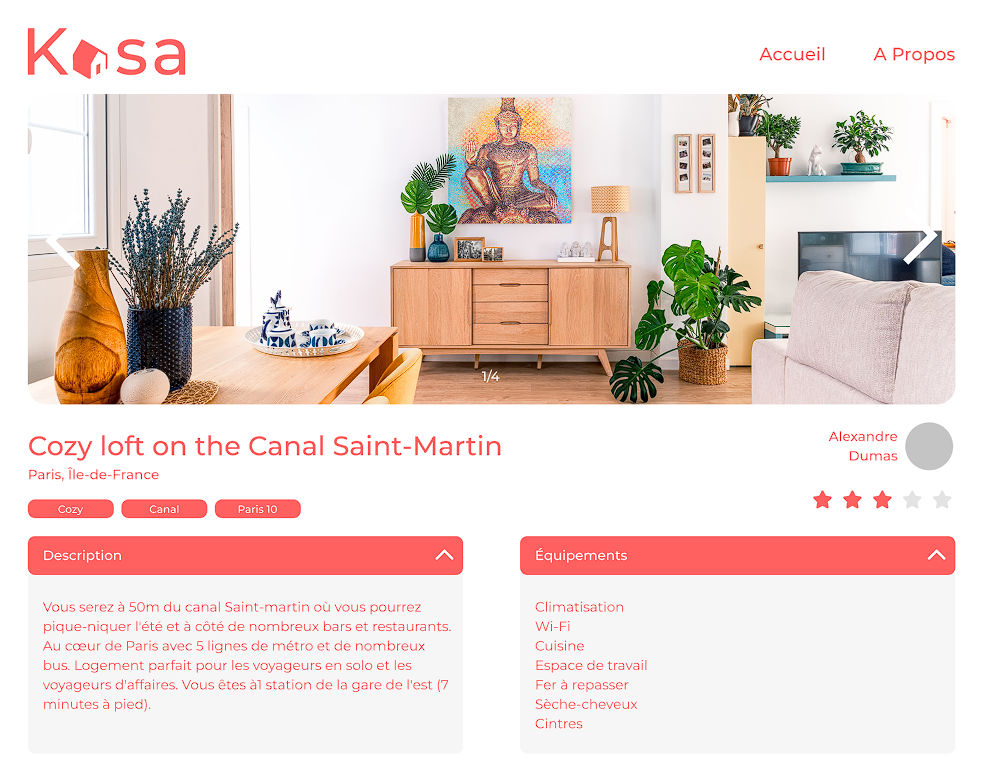 Kasa
Accueil
A Propos
1/4
Cozy loft on the Canal Saint-Martin
Paris, Île-de-France
Cozy
Canal
Paris 10
Alexandre
Dumas
Description
Vous serez à 50m du canal Saint-martin où vous pourrez
pique-niquer l'été et à côté de nombreux bars et restaurants.
Au cœur de Paris avec 5 lignes de métro et de nombreux
bus. Logement parfait pour les voyageurs en solo et les
voyageurs d'affaires. Vous êtes à1 station de la gare de l'est (7
minutes à pied).
Équipements
Climatisation
Wi-Fi
Cuisine
Espace de travail
Fer à repasser
Sèche-cheveux
Cintres